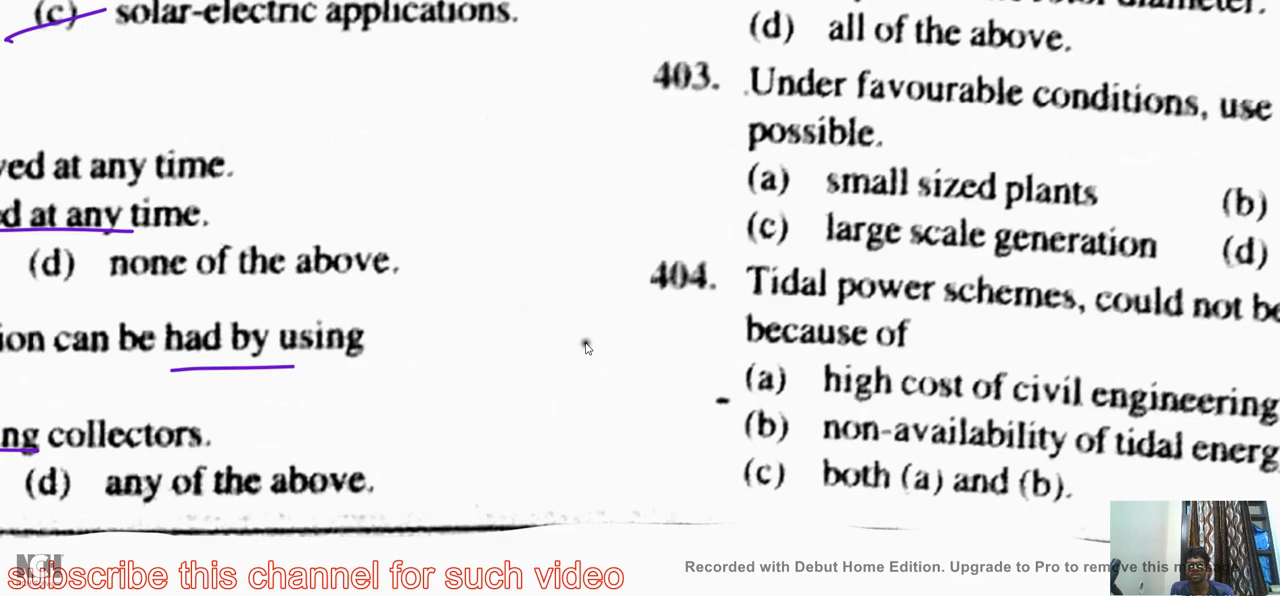 (c) solar-electric applications.
ved at any time.
d at any time.
(d) none of the above.
ion can be had by using
ng collectors.
(d) any of the above.
(d) all of the above.
403. Under favourable conditions, use
possible.
(a) small sized plants (b)
(c) large scale generation (d)
404. Tidal power schemes, could not be
because of
(a) high cost of civil engineering
(b) non-availability of tidal energ
(c) both (a) and (b).
subscribe this channel for such video
Recorded with Debut Home Edition. Upgrade to Pro to remove this message